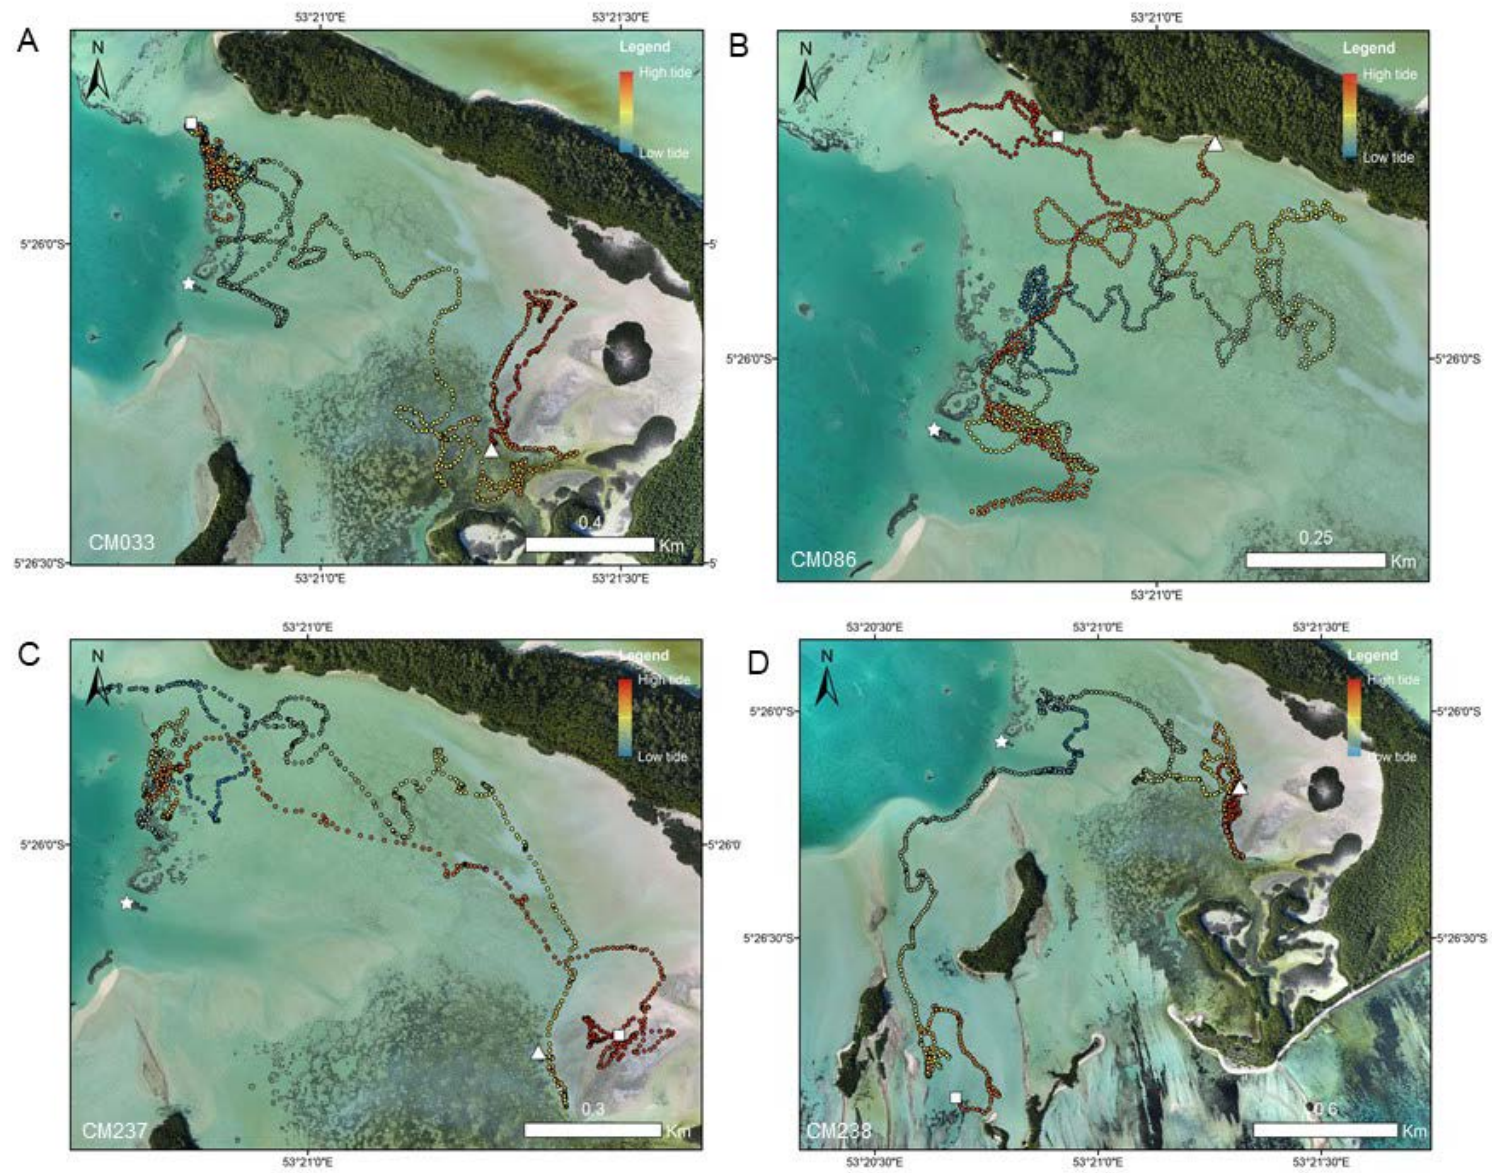 A
53°21'0"E
53°21'30"E
N
Legend
High tide
Low tide
5°26'0"S
5'
0.4
Km
CM033
5°26'30"S
5'
53°21'0"E
53°21'30"E
B
53°21'0"E
N
Legend
High tide
Low tide
5°26'0"S
0.25
Km
CM086
53°21'0"E
C
53°21'0"E
N
Legend
High tide
Low tide
5°26'0"S
5°26'0'
0.3
Km
CM237
53°21'0"E
D
53°20'30"E
53°21'0"E
53°21'30"E
N
Legend
High tide
Low tide
5°26'0"S
5°26'0"S
5°26'30"S
5°26'30"S
0.6
Km
CM238
53°20'30"E
53°21'0"E
53°21'30"E